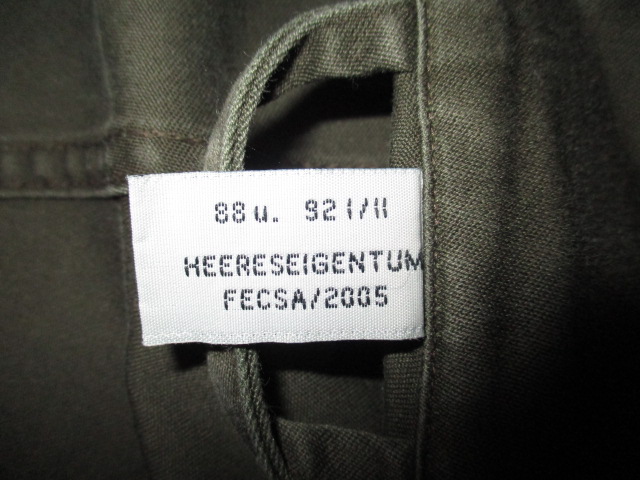 88 u. 92 I/II
HEERESEIGENTUM
FECSA/2005